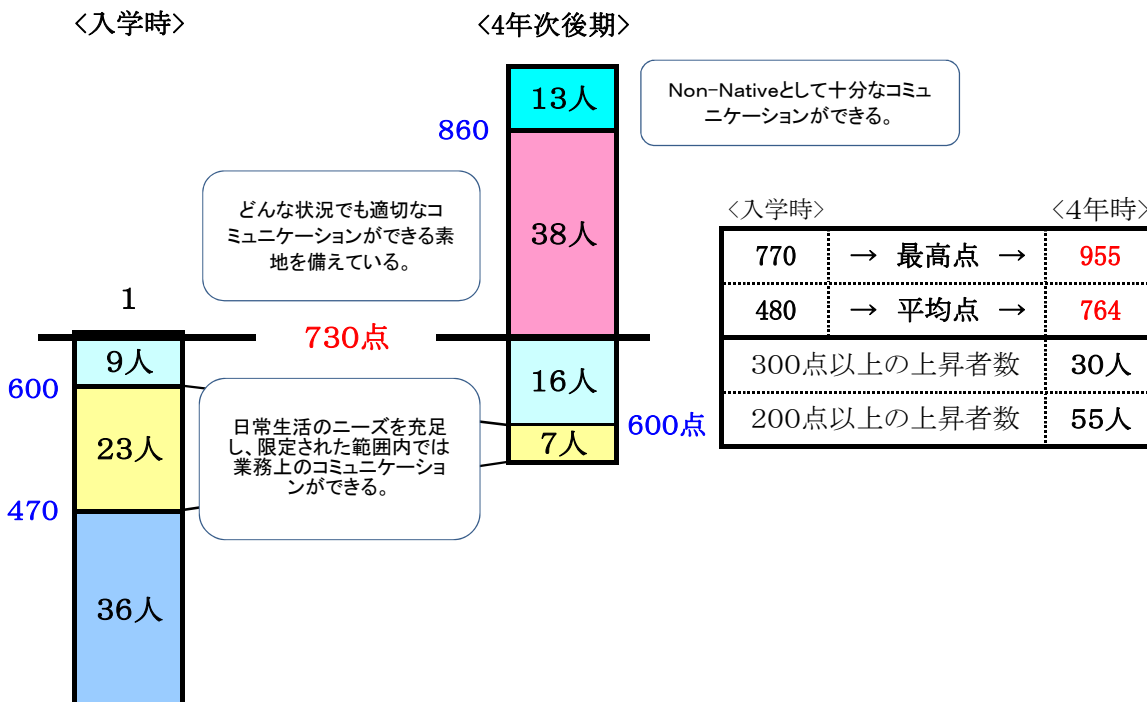 <入学時>
<4年次後期>
13人
860
38人
Non-Nativeとして十分なコミュ
ニケーションができる。
どんな状況でも適切なコ
ミュニケーションができる素
地を備えている。
1
730点
9人
600
23人
470
36人
16人
600点
7人
日常生活のニーズを充足
し、限定された範囲内では
業務上のコミュニケーショ
ンができる。
<入学時> <4年時>
770 → 最高点 → 955
480 → 平均点 → 764
300点以上の上昇者数 30人
200点以上の上昇者数 55人